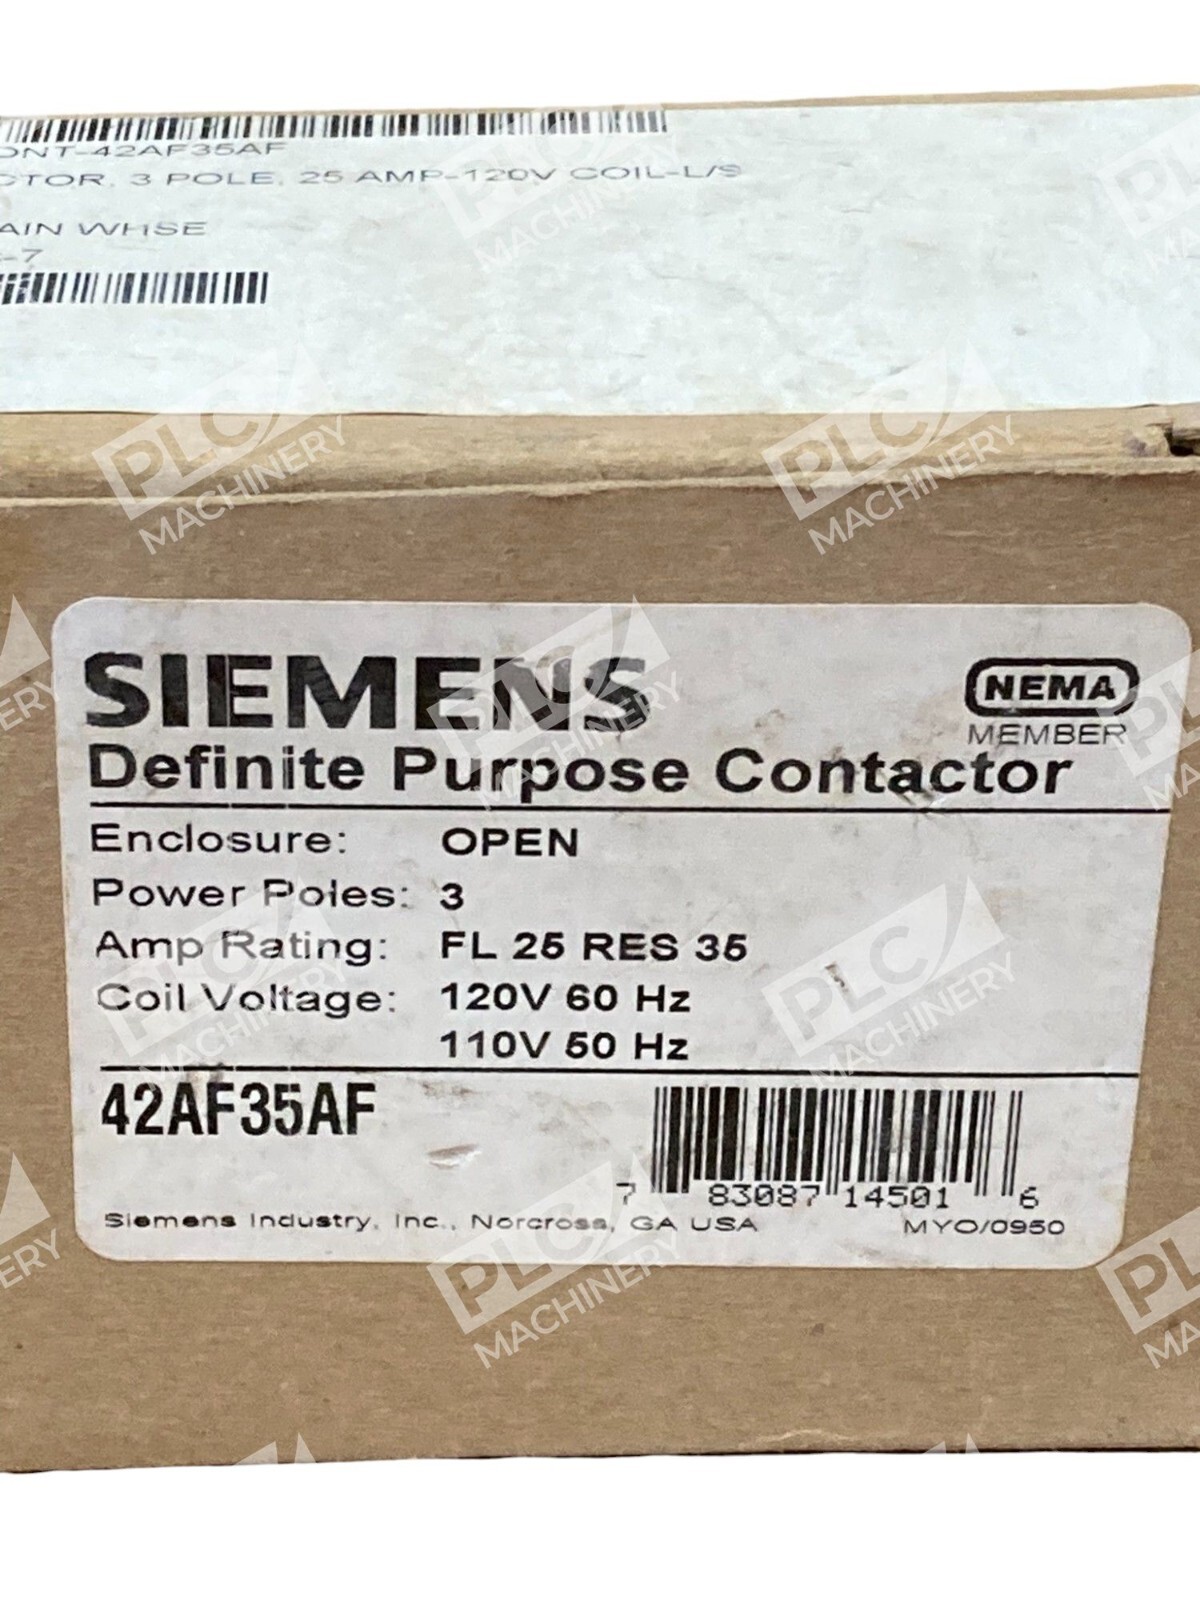 ONT-42AF35AF
CTOR, 3 POLE, 25 AMP-120V COIL-L/S
AIN WHSE
-7
SIEMENS
NEMA
MEMBER
Definite Purpose Contactor
Enclosure: OPEN
Power Poles: 3
Amp Rating: FL 25 RES 35
Coil Voltage: 120V 60 Hz
110V 50 Hz
42AF35AF
7 83087 14501 6
Siemens Industry, Inc., Norcross, GA USA MYO/0950
PLC MACHINERY